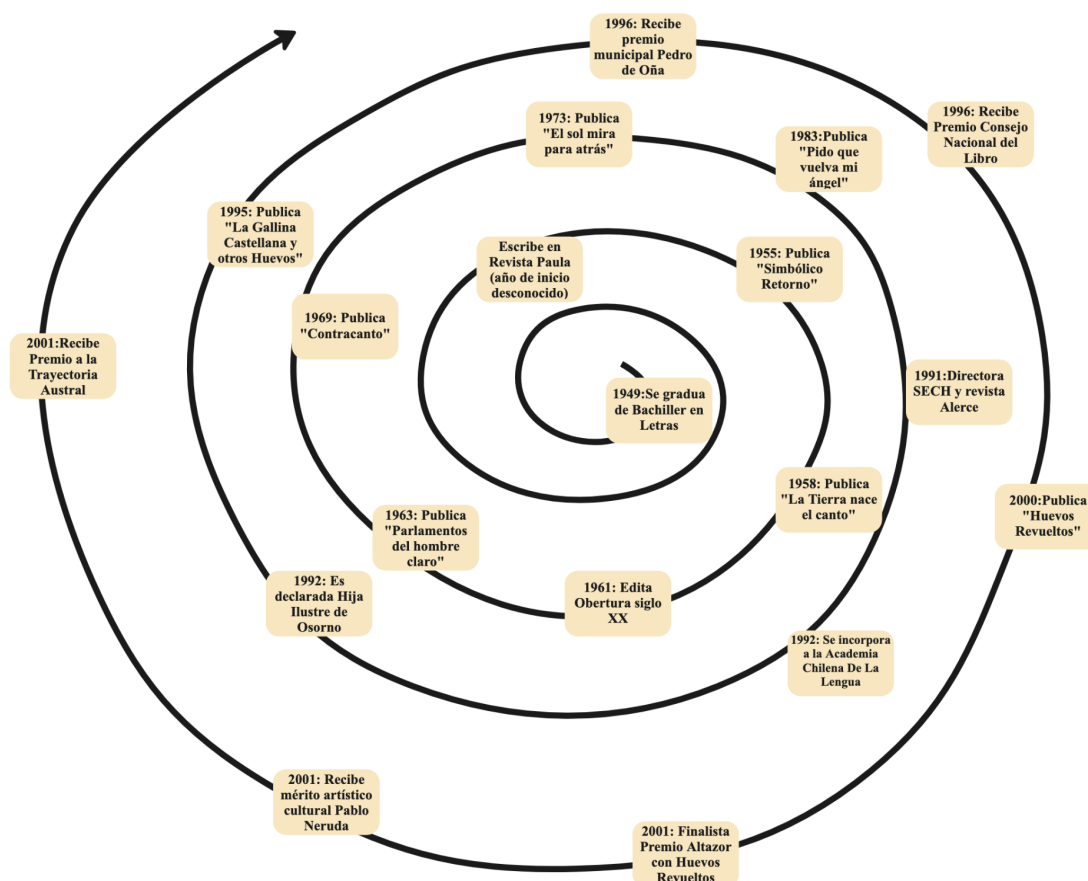 1996: Recibe
premio
municipal Pedro
de Oña
1973: Publica
"El sol mira
para atrás"
1996: Recibe
Premio Consejo
Nacional del
Libro
1983:Publica
"Pido que
vuelva mi
ángel"
1995: Publica
"La Gallina
Castellana y
otros Huevos"
Escribe en
Revista Paula
(año de inicio
desconocido)
1955: Publica
"Simbólico
Retorno"
1969: Publica
"Contracanto"
2001:Recibe
Premio a la
Trayectoria
Austral
1949:Se gradua
de Bachiller en
Letras
1991:Directora
SECH y revista
Alerce
1958: Publica
"La Tierra nace
el canto"
2000:Publica
"Huevos
Revueltos"
1963: Publica
"Parlamentos
del hombre
claro"
1992: Es
declarada Hija
Ilustre de
Osorno
1961: Edita
Obertura siglo
XX
1992: Se incorpora
a la Academia
Chilena De La
Lengua
2001: Recibe
mérito artístico
cultural Pablo
Neruda
2001: Finalista
Premio Altazor
con Huevos
Revueltos